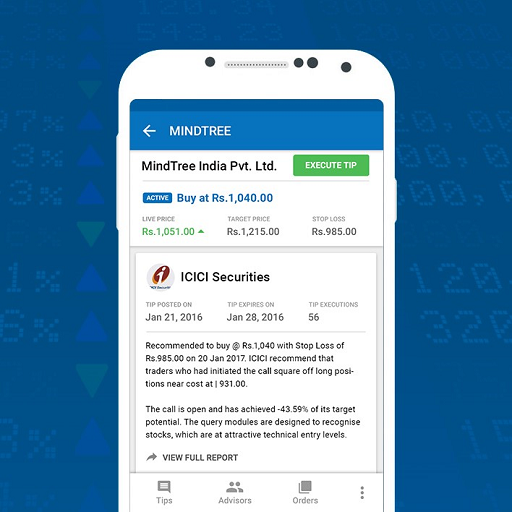 MINDTREE
MindTree India Pvt. Ltd.
EXECUTE TIP
ACTIVE Buy at Rs.1,040.00
LIVE PRICE TARGET PRICE STOP LOSS
Rs.1,051.00 Rs.1,215.00 Rs.985.00
ICICI Securities
TIP POSTED ON TIP EXPIRES ON TIP EXECUTIONS
Jan 21, 2016 Jan 28, 2016 56
Recommended to buy @ Rs.1,040 with Stop Loss of
Rs.985.00 on 20 Jan 2017. ICICI recommend that
traders who had initiated the call square off long posi-
tions near cost at | 931.00.
The call is open and has achieved -43.59% of its target
potential. The query modules are designed to recognise
stocks, which are at attractive technical entry levels.
VIEW FULL REPORT
Tips Advisors Orders